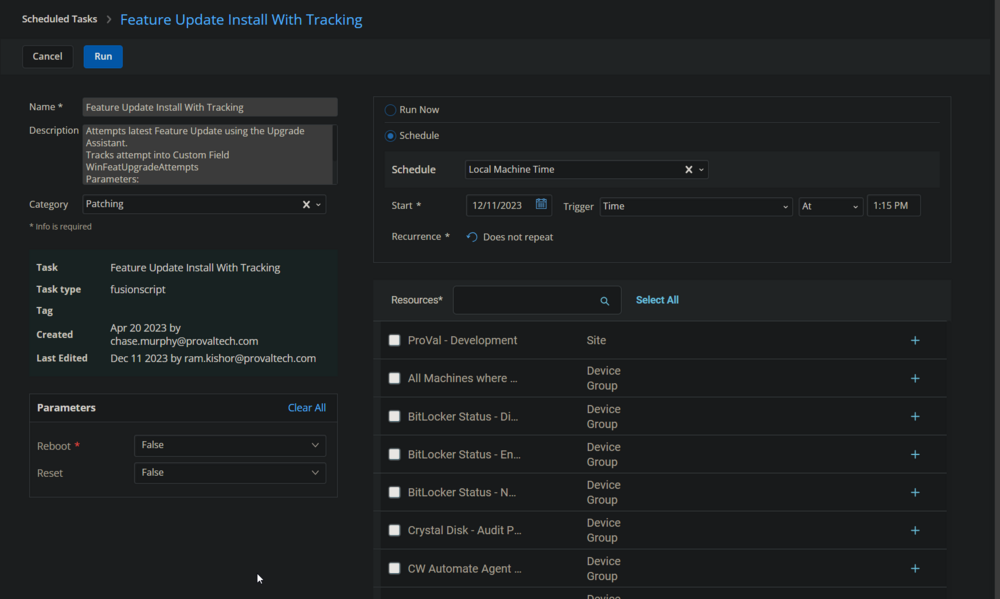 Scheduled Tasks > Feature Update Install With Tracking
Cancel Run
Name * Feature Update Install With Tracking
Description Attempts latest Feature Update using the Upgrade
Assistant.
Tracks attempt into Custom Field
WinFeatUpgradeAttempts
Parameters:
Category Patching
* Info is required
Task Feature Update Install With Tracking
Task type fusionscript
Tag
Created Apr 20 2023 by
chase.murphy@provaltech.com
Last Edited Dec 11 2023 by ram.kishor@provaltech.com
Parameters Clear All
Reboot * False
Reset False
Run Now
Schedule
Schedule Local Machine Time
Start * 12/11/2023 Trigger Time At 1:15 PM
Recurrence * Does not repeat
Resources* Select All
ProVal - Development Site
All Machines where ... Device
Group
BitLocker Status - Di... Device
Group
BitLocker Status - En... Device
Group
BitLocker Status - N... Device
Group
Crystal Disk - Audit P... Device
Group
CW Automate Agent ... Device
Group
Device